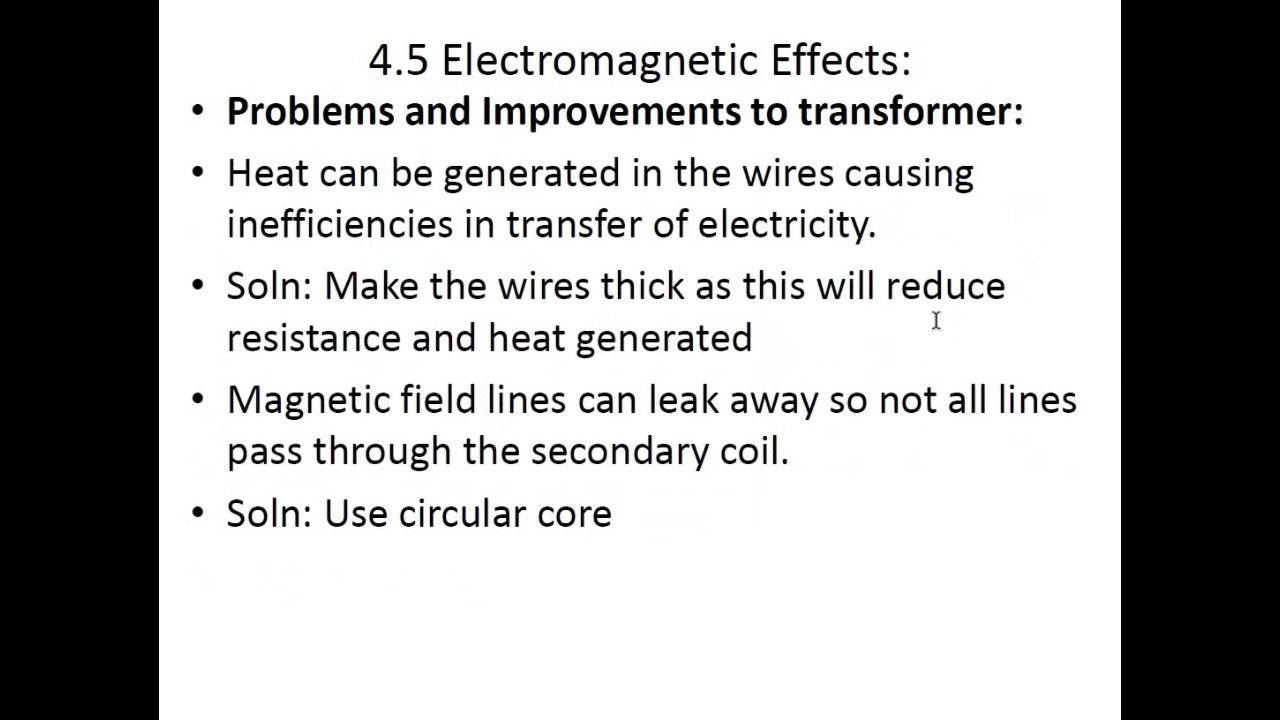 4.5 Electromagnetic Effects:
• Problems and Improvements to transformer:
• Heat can be generated in the wires causing
inefficiencies in transfer of electricity.
• Soln: Make the wires thick as this will reduce
resistance and heat generated
• Magnetic field lines can leak away so not all lines
pass through the secondary coil.
• Soln: Use circular core